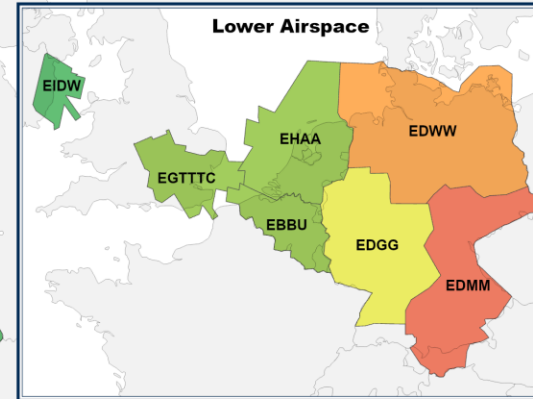 Lower Airspace
EIDW
EHAA
EDWW
EGTTTC
EBBU
EDGG
EDMM